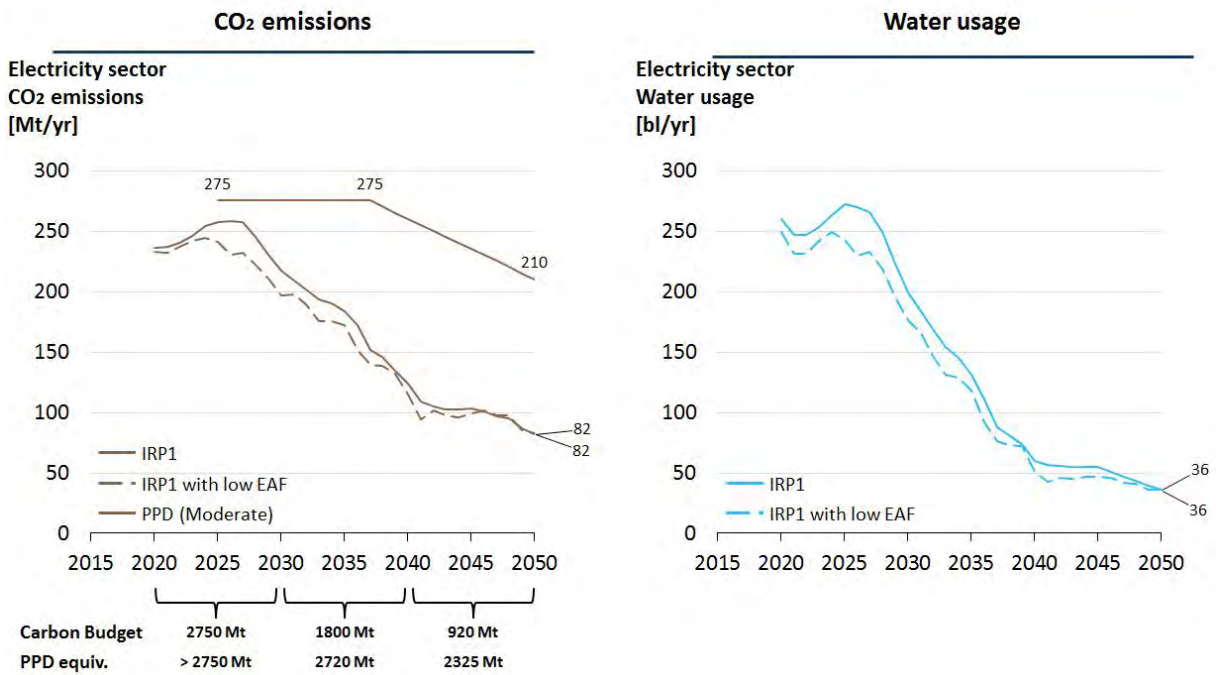 CO₂ emissions
Electricity sector
CO₂ emissions
[Mt/yr]
300
250
200
150
100
50
0
275
275
210
82
82
IRP1
IRP1 with low EAF
PPD (Moderate)
2015 2020 2025 2030 2035 2040 2045 2050
Carbon Budget 2750 Mt 1800 Mt 920 Mt
PPD equiv. > 2750 Mt 2720 Mt 2325 Mt
Water usage
Electricity sector
Water usage
[bl/yr]
300
250
200
150
100
50
0
36
36
IRP1
IRP1 with low EAF
2015 2020 2025 2030 2035 2040 2045 2050